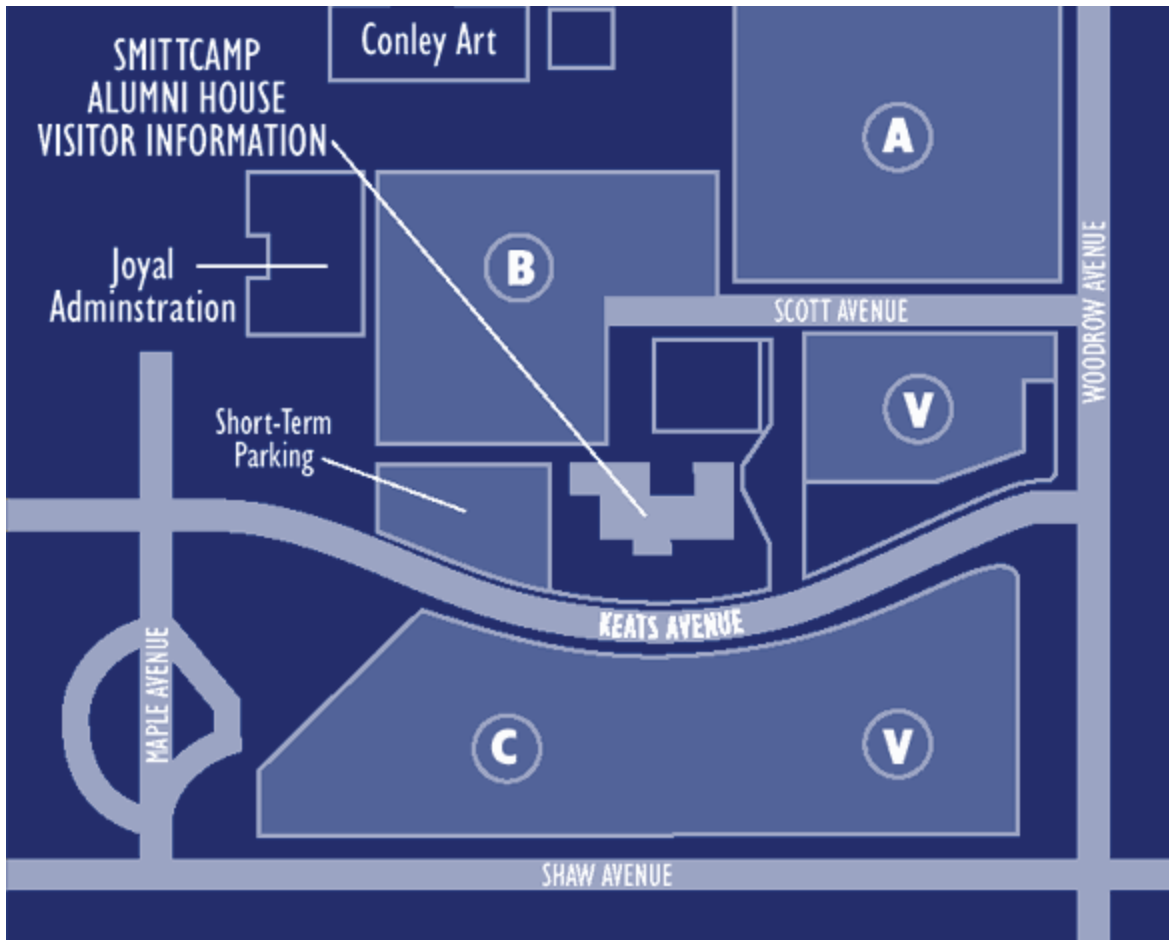 Conley Art
SMITTCAMP
ALUMNI HOUSE
VISITOR INFORMATION
A
B
Joyal
Adminstration
SCOTT AVENUE
WOODROW AVENUE
V
Short-Term
Parking
KEATS AVENUE
MAPLE AVENUE
C
V
SHAW AVENUE